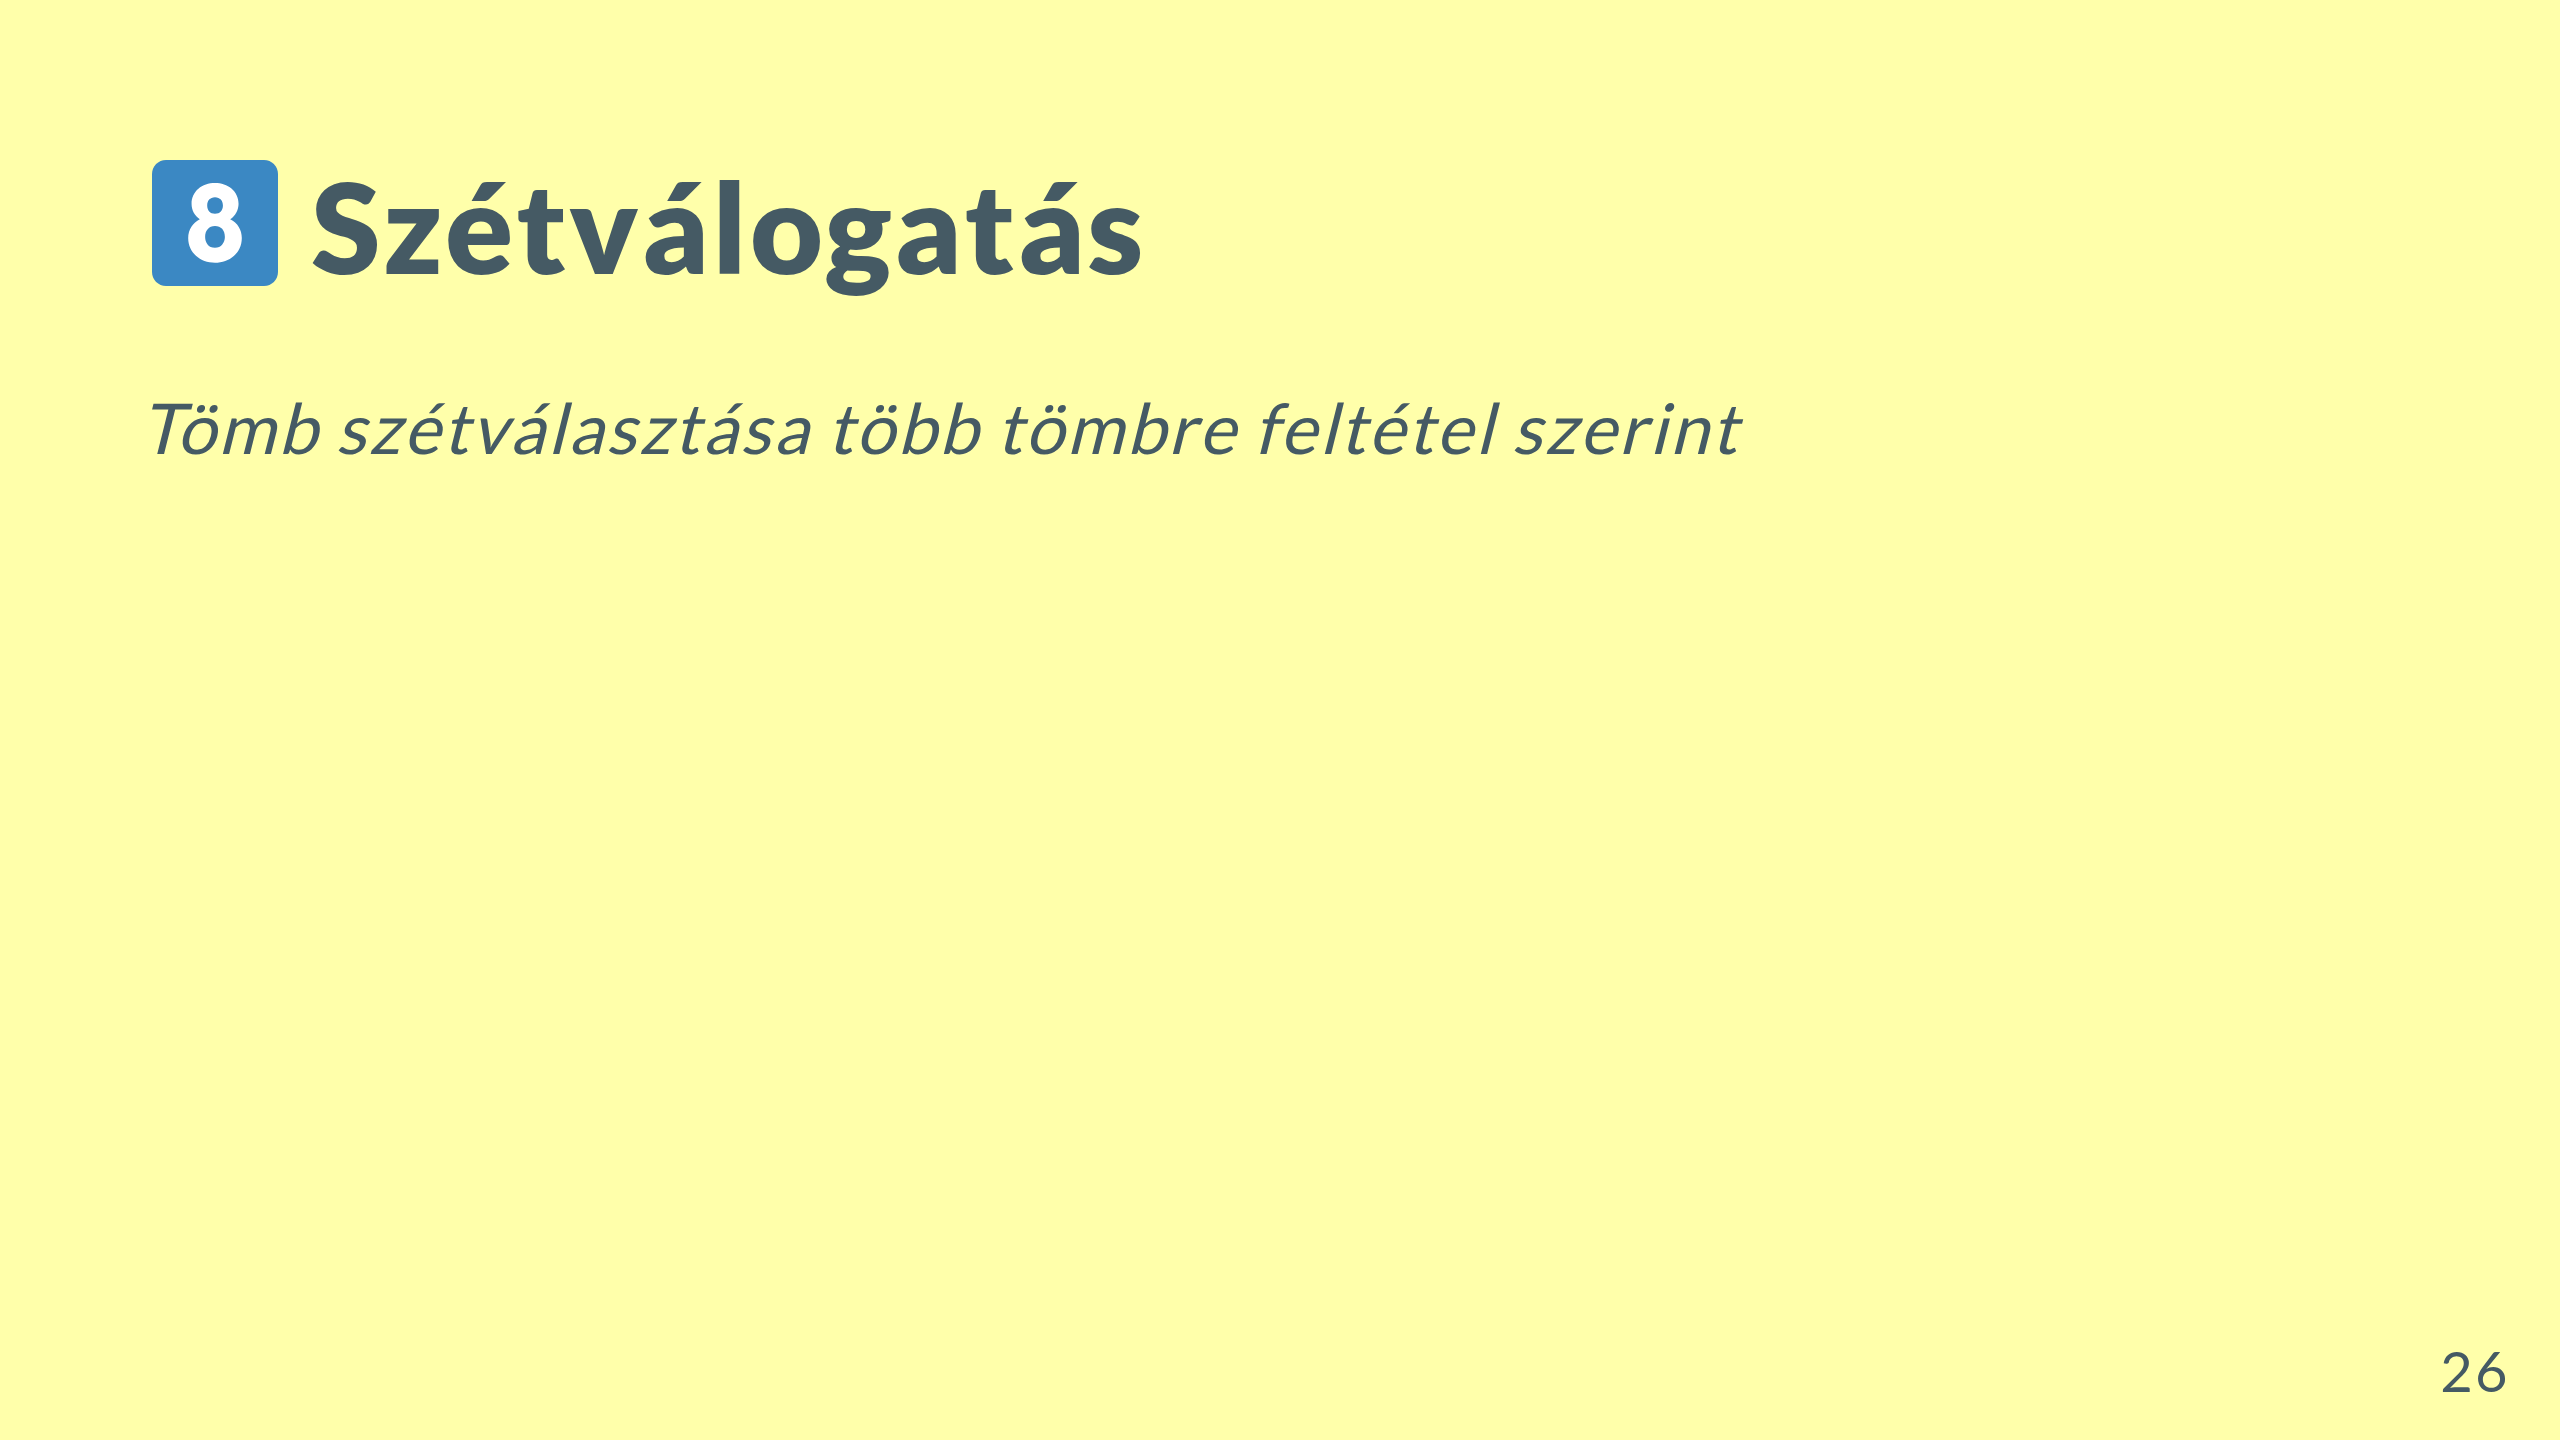 8 Szétválogatás
Tömb szétválasztása több tömbre feltétel szerint
26